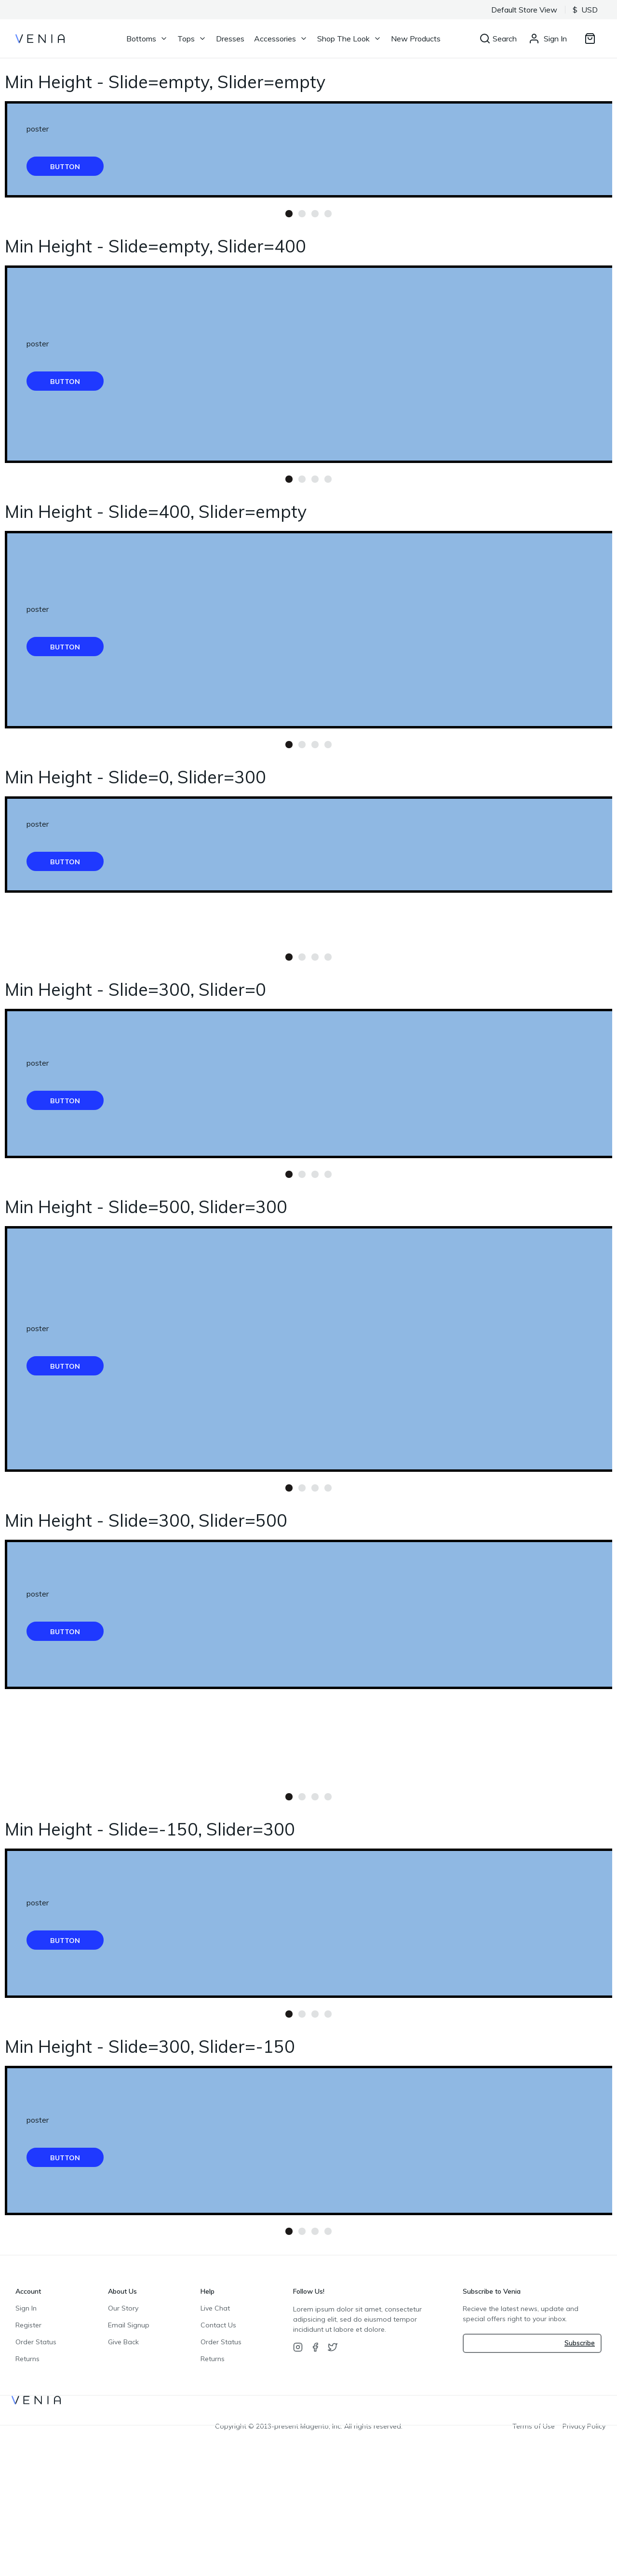 Default Store View $ USD
VENIA Bottoms Tops Dresses Accessories Shop The Look New Products Search Sign In
Min Height - Slide=empty, Slider=empty
poster
BUTTON
Min Height - Slide=empty, Slider=400
poster
BUTTON
Min Height - Slide=400, Slider=empty
poster
BUTTON
Min Height - Slide=0, Slider=300
poster
BUTTON
Min Height - Slide=300, Slider=0
poster
BUTTON
Min Height - Slide=500, Slider=300
poster
BUTTON
Min Height - Slide=300, Slider=500
poster
BUTTON
Min Height - Slide=-150, Slider=300
poster
BUTTON
Min Height - Slide=300, Slider=-150
poster
BUTTON
Account
Sign In
Register
Order Status
Returns
About Us
Our Story
Email Signup
Give Back
Help
Live Chat
Contact Us
Order Status
Returns
Follow Us!
Lorem ipsum dolor sit amet, consectetur
adipsicing elit; sed do eiusmod tempor
incididunt ut labore et dolore.
Subscribe to Venia
Recieve the latest news, update and
special offers right to your inbox.
Subscribe
VENIA
Copyright © 2013-present Magento, Inc. All rights reserved.
Terms of Use Privacy Policy